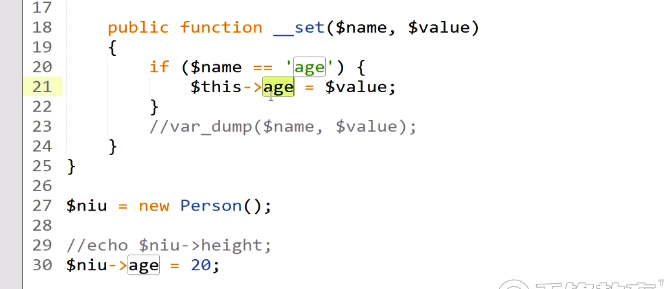 17
18 public function __set($name, $value)
19 {
20 if ($name == 'age') {
21 $this->age = $value;
22 }
23 //var_dump($name, $value);
24 }
25 }
26
27 $niu = new Person();
28
29 //echo $niu->height;
30 $niu->age = 20;